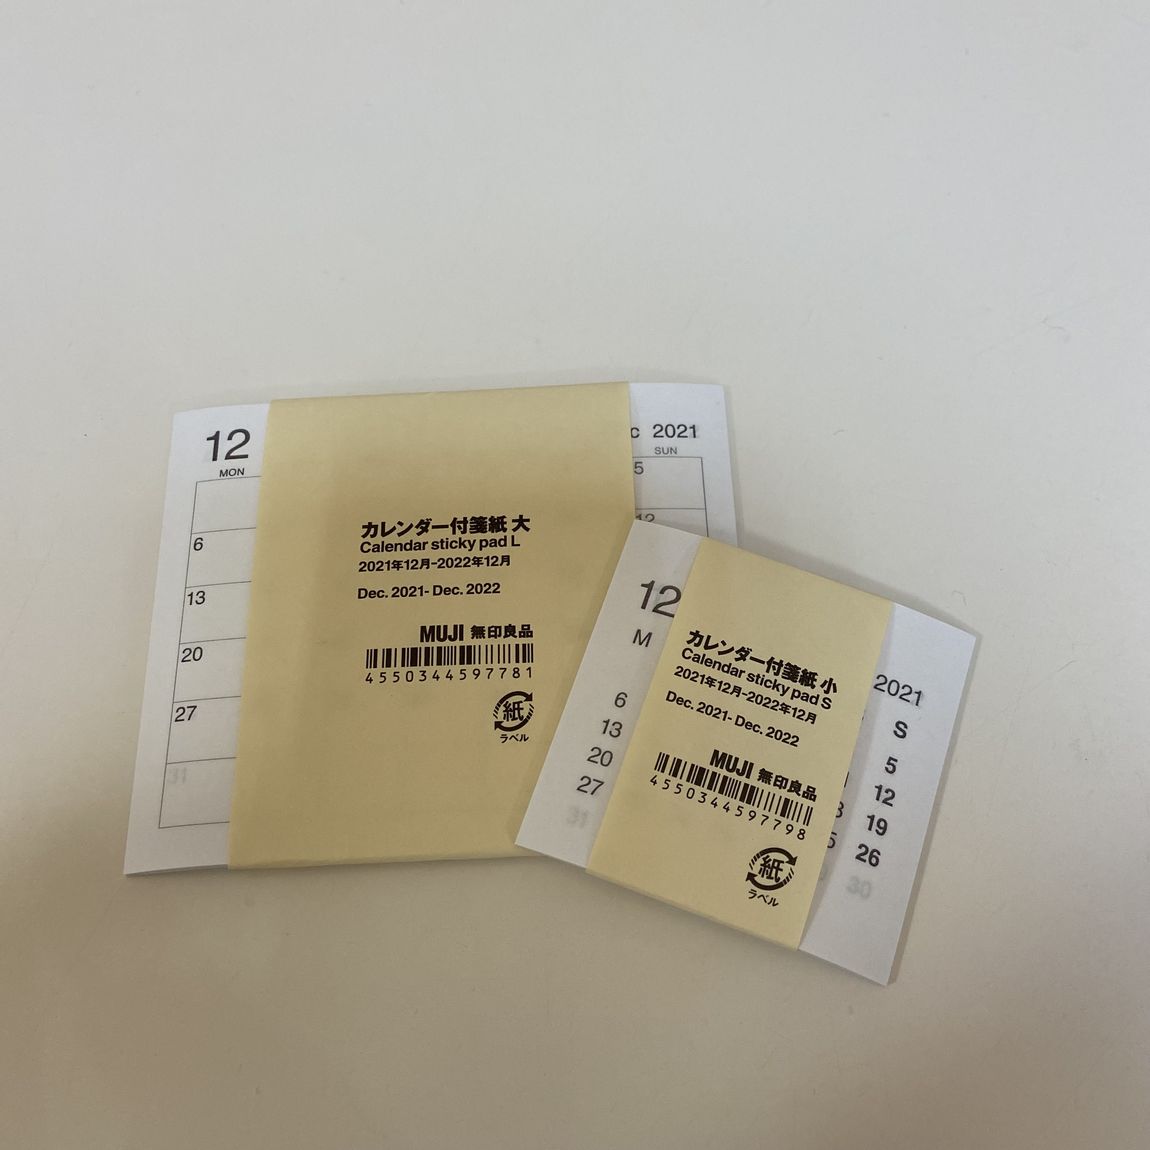 12
MON
6
13
20
27
31
2021
SUN
5
12
カレンダー付箋紙 大
Calendar sticky pad L
2021年12月-2022年12月
Dec. 2021- Dec. 2022
MUJI 無印良品
4550344597781
紙
ラベル
12
M
6
13
20
27
31
2021
S
5
12
19
26
30
カレンダー付箋紙 小
Calendar sticky pad S
2021年12月-2022年12月
Dec. 2021- Dec. 2022
MUJI 無印良品
4550344597798
紙
ラベル